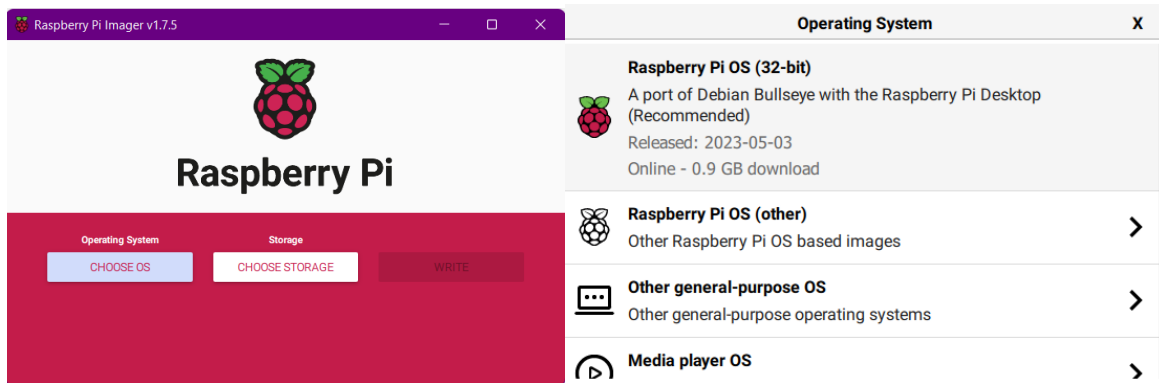 Raspberry Pi Imager v1.7.5
Raspberry Pi
Operating System
Storage
CHOOSE OS
CHOOSE STORAGE
WRITE
Operating System
X
Raspberry Pi OS (32-bit)
A port of Debian Bullseye with the Raspberry Pi Desktop
(Recommended)
Released: 2023-05-03
Online - 0.9 GB download
Raspberry Pi OS (other)
Other Raspberry Pi OS based images
Other general-purpose OS
Other general-purpose operating systems
Media player OS